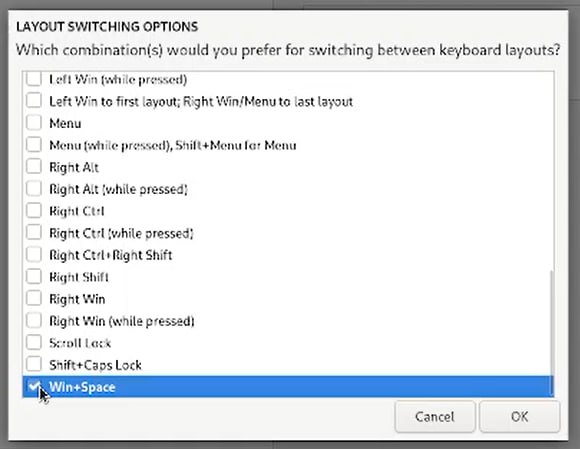 LAYOUT SWITCHING OPTIONS
Which combination(s) would you prefer for switching between keyboard layouts?
Left Win (while pressed)
Left Win to first layout; Right Win/Menu to last layout
Menu
Menu (while pressed), Shift+Menu for Menu
Right Alt
Right Alt (while pressed)
Right Ctrl
Right Ctrl (while pressed)
Right Ctrl+Right Shift
Right Shift
Right Win
Right Win (while pressed)
Scroll Lock
Shift+Caps Lock
Win+Space
Cancel OK